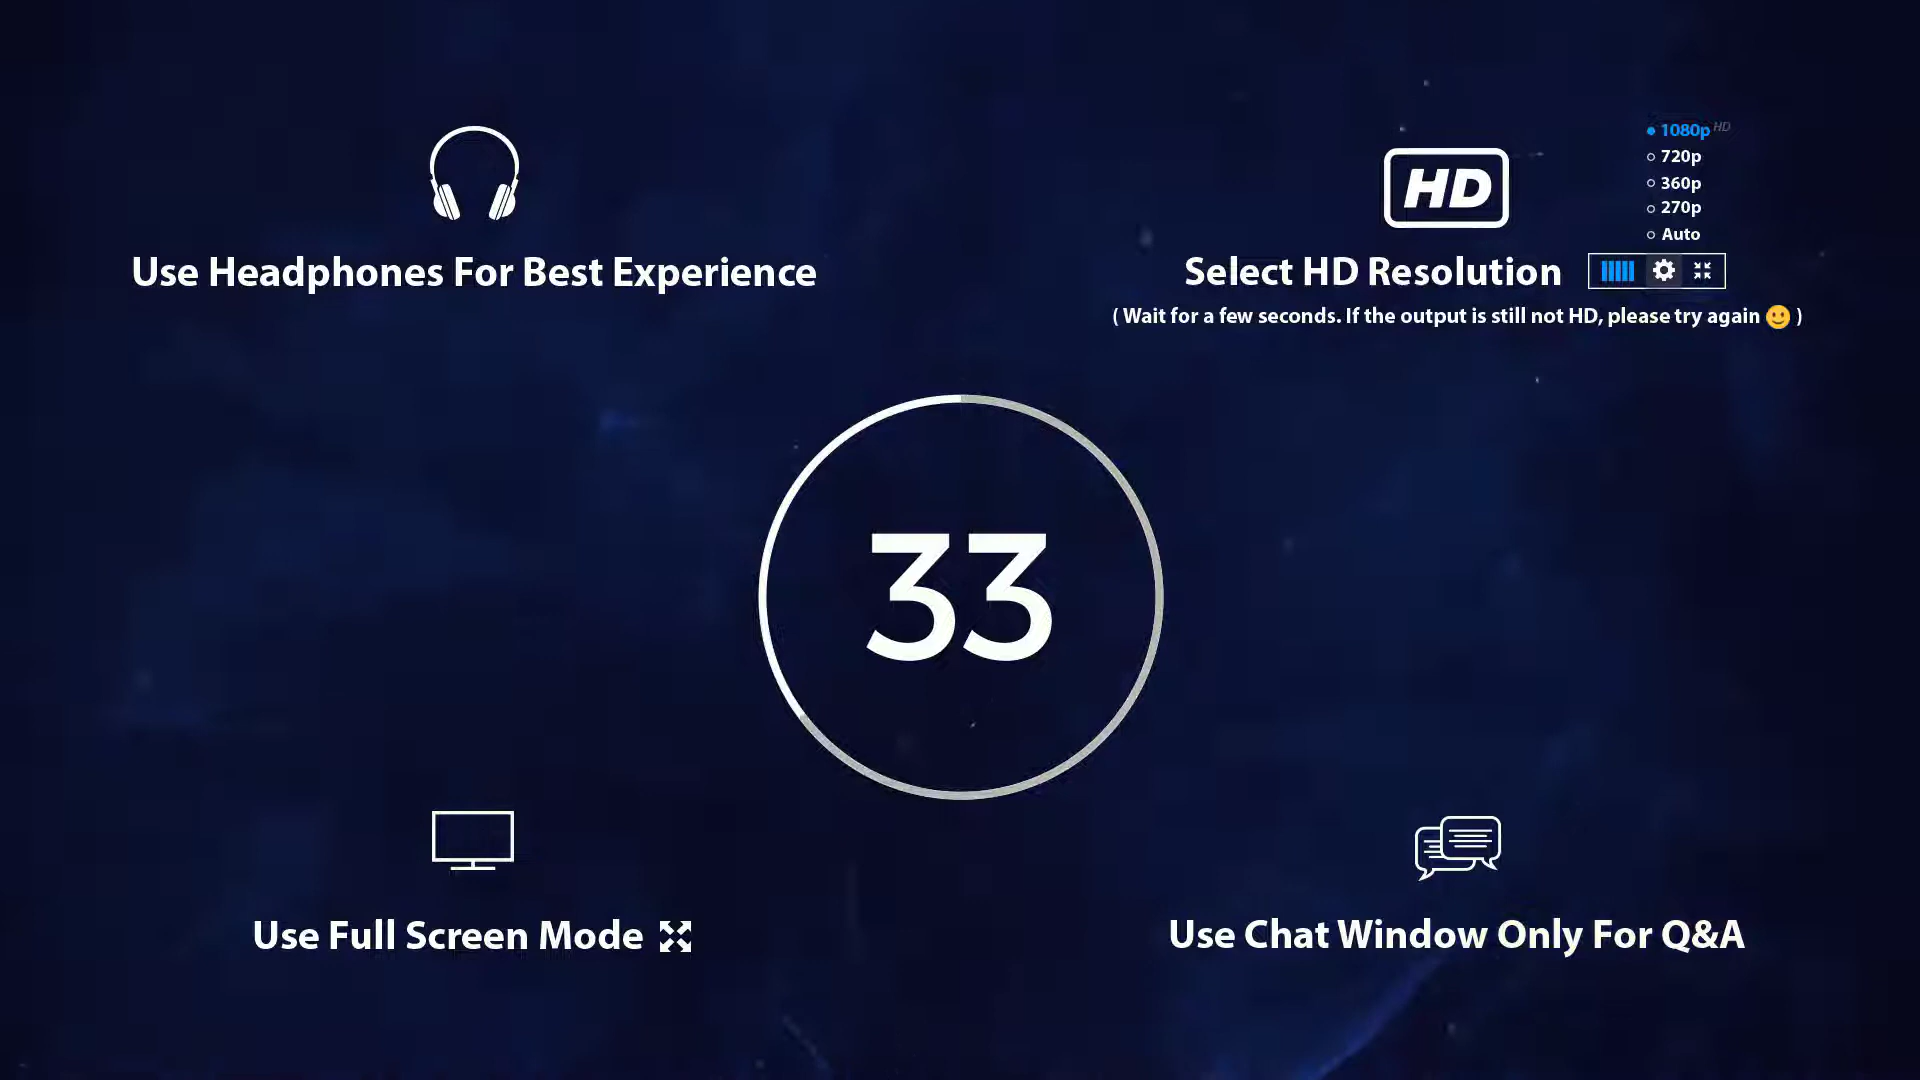 Use Headphones For Best Experience
HD
1080p HD
720p
360p
270p
Auto
Select HD Resolution
( Wait for a few seconds. If the output is still not HD, please try again 🙂 )
33
Use Full Screen Mode
Use Chat Window Only For Q&A